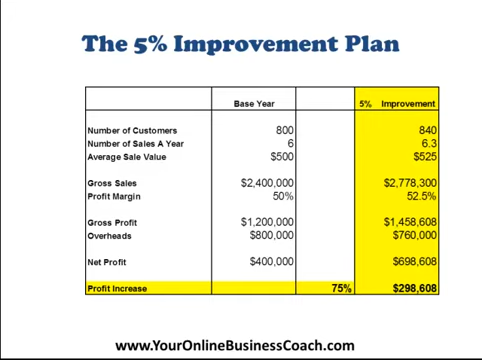 The 5% Improvement Plan
Base Year 5% Improvement
Number of Customers 800 840
Number of Sales A Year 6 6.3
Average Sale Value $500 $525
Gross Sales $2,400,000 $2,778,300
Profit Margin 50% 52.5%
Gross Profit $1,200,000 $1,458,608
Overheads $800,000 $760,000
Net Profit $400,000 $698,608
Profit Increase 75% $298,608
www.YourOnlineBusinessCoach.com